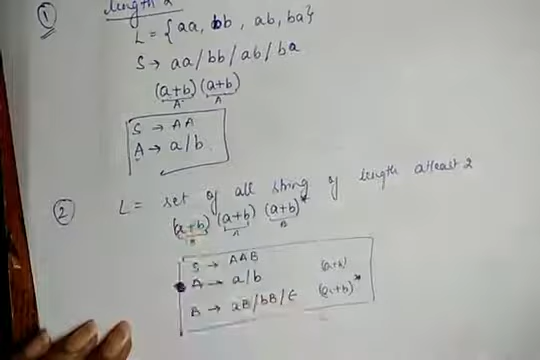 ① length 2
L = {aa, bb, ab, ba}
S → aa/bb/ab/ba
(a+b) (a+b)
A A
S → AA
A → a/b
② L = set of all string of length atleast 2
(a+b) (a+b) (a+b)*
A B
S → AAB
A → a/b (a+b)
B → aB/bB/ϵ (a+b)*